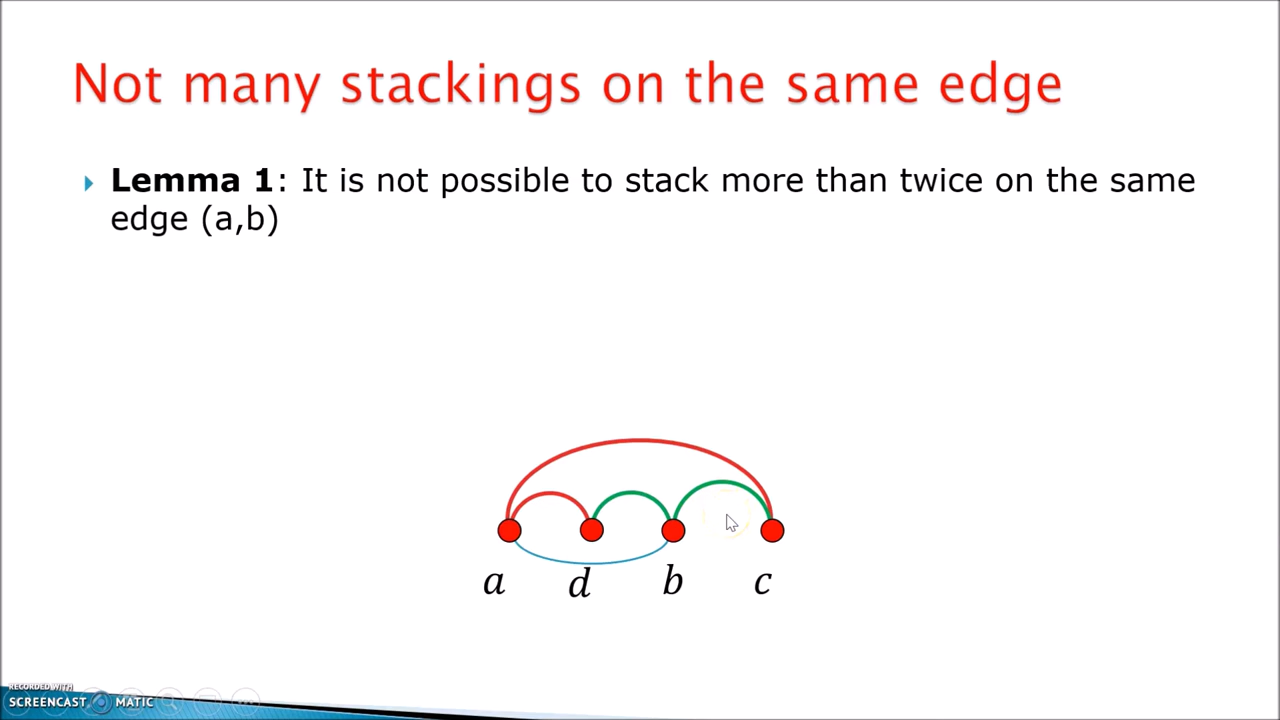 Not many stackings on the same edge
Lemma 1: It is not possible to stack more than twice on the same
edge (a,b)
a d b c
RECORDED WITH
SCREENCAST MATIC